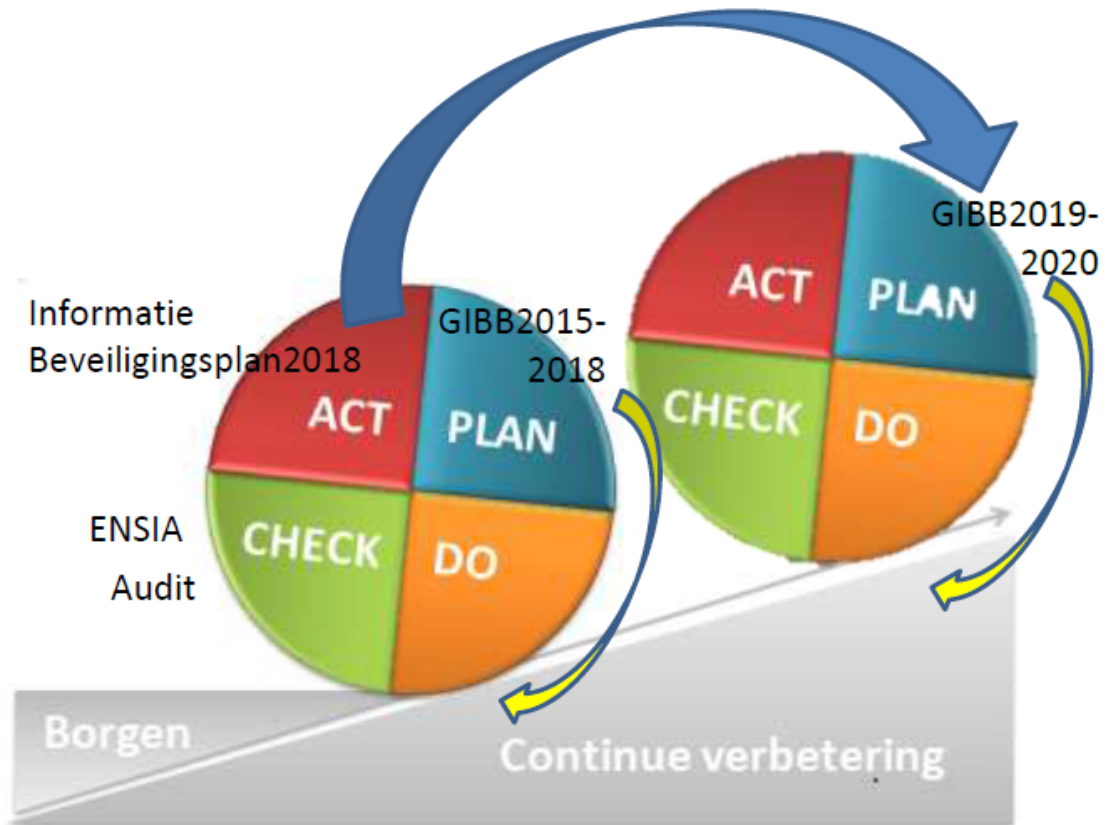 GIBB2019-
2020
ACT
PLAN
CHECK
DO
Informatie
Beveiligingsplan2018
GIBB2015-
2018
ACT
PLAN
ENSIA
Audit
CHECK
DO
Borgen
Continue verbetering